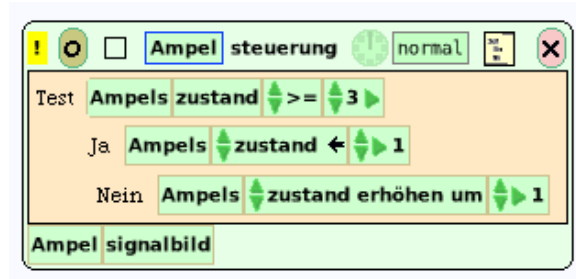 ! O Ampel steuerung normal
Test Ampels zustand >= 3
Ja Ampels zustand ← 1
Nein Ampels zustand erhöhen um 1
Ampel signalbild